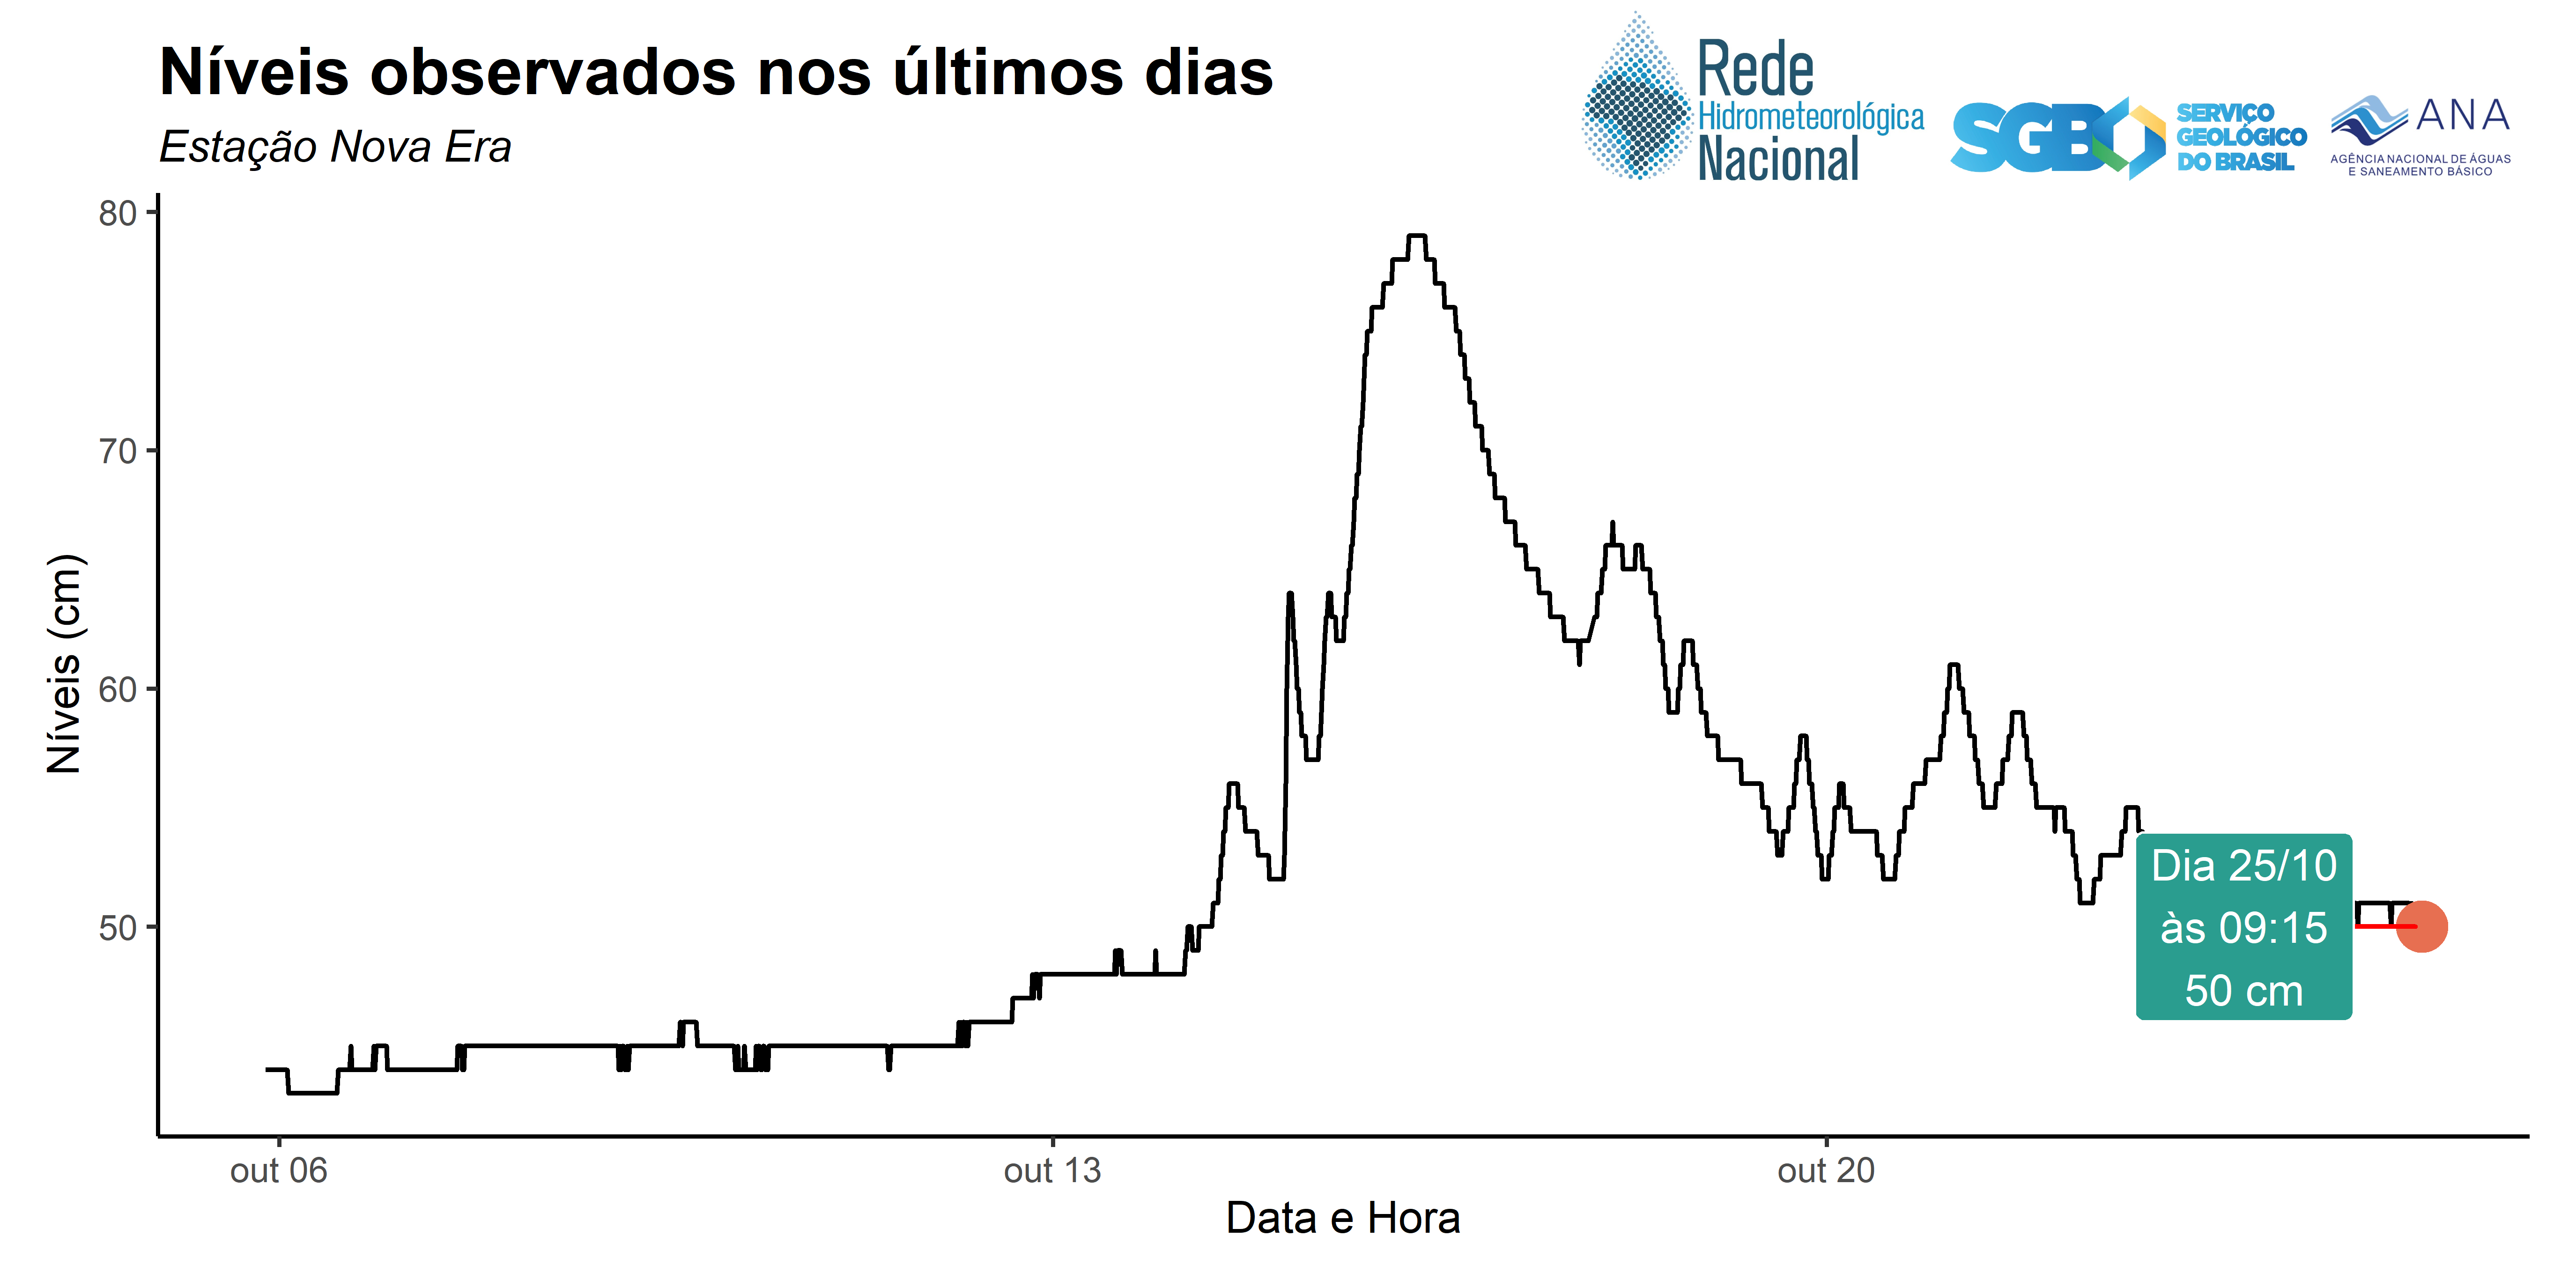 Níveis observados nos últimos dias
Estação Nova Era
Rede
Hidrometeorológica
Nacional
SGB
SERVIÇO
GEOLÓGICO
DO BRASIL
ANA
AGÊNCIA NACIONAL DE ÁGUAS
E SANEAMENTO BÁSICO
Níveis (cm)
80
70
60
50
Dia 25/10
às 09:15
50 cm
out 06
out 13
out 20
Data e Hora